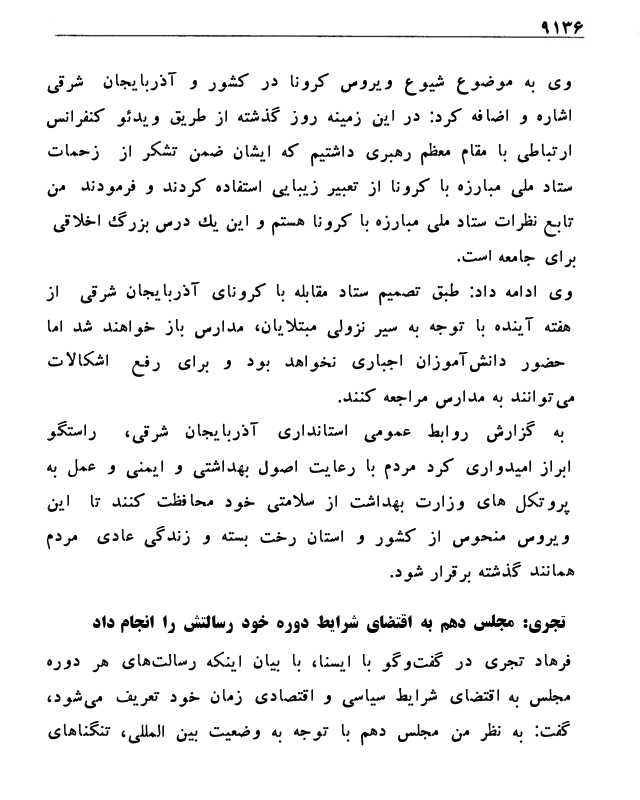 ۹۱۳۶
وی به موضوع شیوع ویروس کرونا در کشور و آذربایجان شرقی
اشاره و اضافه کرد: در این زمینه روز گذشته از طریق ویدئو کنفرانس
ارتباطی با مقام معظم رهبری داشتیم که ایشان ضمن تشکر از زحمات
ستاد ملی مبارزه با کرونا از تعبیر زیبایی استفاده کردند و فرمودند من
تابع نظرات ستاد ملی مبارزه با کرونا هستم و این یك درس بزرگ اخلاقی
برای جامعه است.
وی ادامه داد: طبق تصمیم ستاد مقابله با کرونای آذربایجان شرقی از
هفته آینده با توجه به سیر نزولی مبتلایان، مدارس باز خواهند شد اما
حضور دانش‌آموزان اجباری نخواهد بود و برای رفع اشکالات
می‌توانند به مدارس مراجعه کنند.
به گزارش روابط عمومی استانداری آذربایجان شرقی، راستگو
ابراز امیدواری کرد مردم با رعایت اصول بهداشتی و ایمنی و عمل به
پروتکل های وزارت بهداشت از سلامتی خود محافظت کنند تا این
ویروس منحوس از کشور و استان رخت بسته و زندگی عادی مردم
همانند گذشته برقرار شود.
تجری: مجلس دهم به اقتضای شرایط دوره خود رسالتش را انجام داد
فرهاد تجری در گفت‌وگو با ایسنا، با بیان اینکه رسالت‌های هر دوره
مجلس به اقتضای شرایط سیاسی و اقتصادی زمان خود تعریف می‌شود،
گفت: به نظر من مجلس دهم با توجه به وضعیت بین المللی، تنگناهای